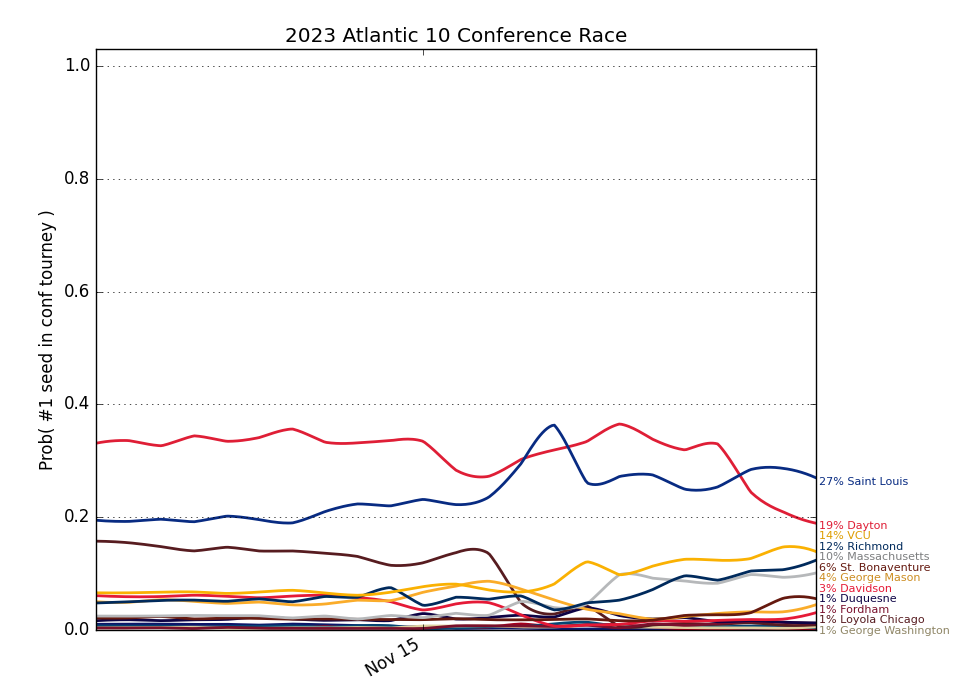 2023 Atlantic 10 Conference Race
Prob( #1 seed in conf tourney )
1.0
0.8
0.6
0.4
0.2
0.0
Nov 15
27% Saint Louis
19% Dayton
14% VCU
12% Richmond
10% Massachusetts
6% St. Bonaventure
4% George Mason
3% Davidson
1% Duquesne
1% Fordham
1% Loyola Chicago
1% George Washington